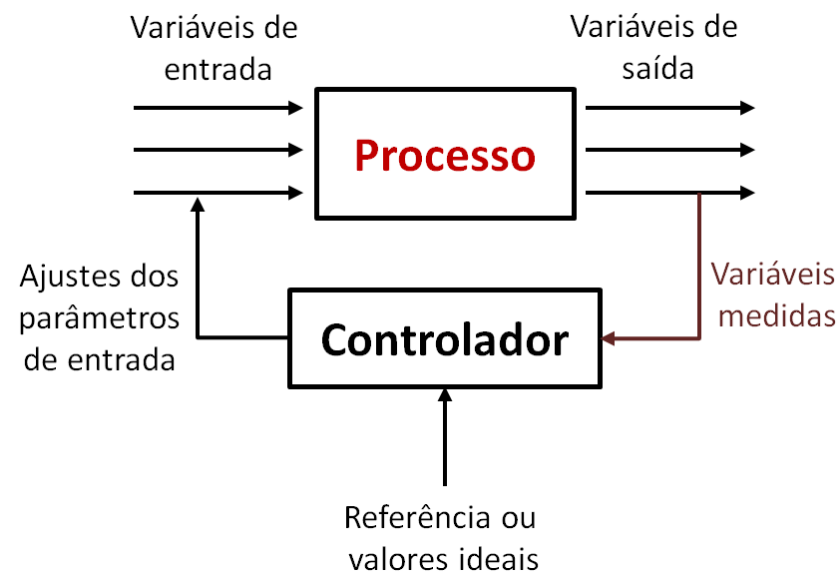 Variáveis de
entrada
Variáveis de
saída
Processo
Ajustes dos
parâmetros
de entrada
Variáveis
medidas
Controlador
Referência ou
valores ideais